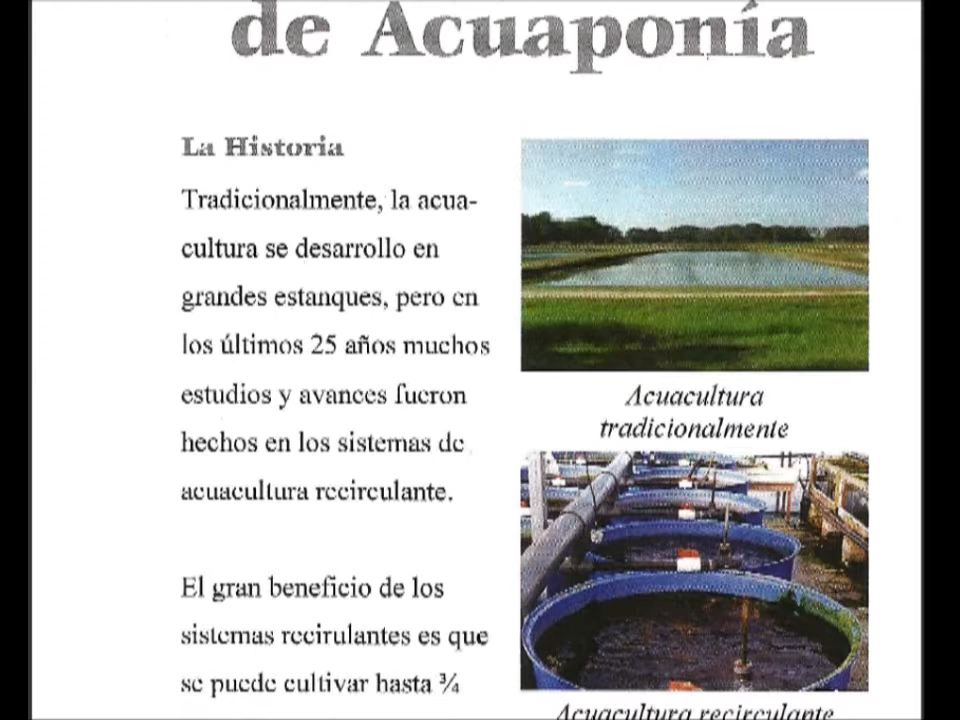 de Acuaponía
La Historia
Tradicionalmente, la acua-
cultura se desarrollo en
grandes estanques, pero en
los últimos 25 años muchos
estudios y avances fueron
hechos en los sistemas de
acuacultura recirculante.
El gran beneficio de los
sistemas recirulantes es que
se puede cultivar hasta ¾
Acuacultura
tradicionalmente
Acuacultura recirculante